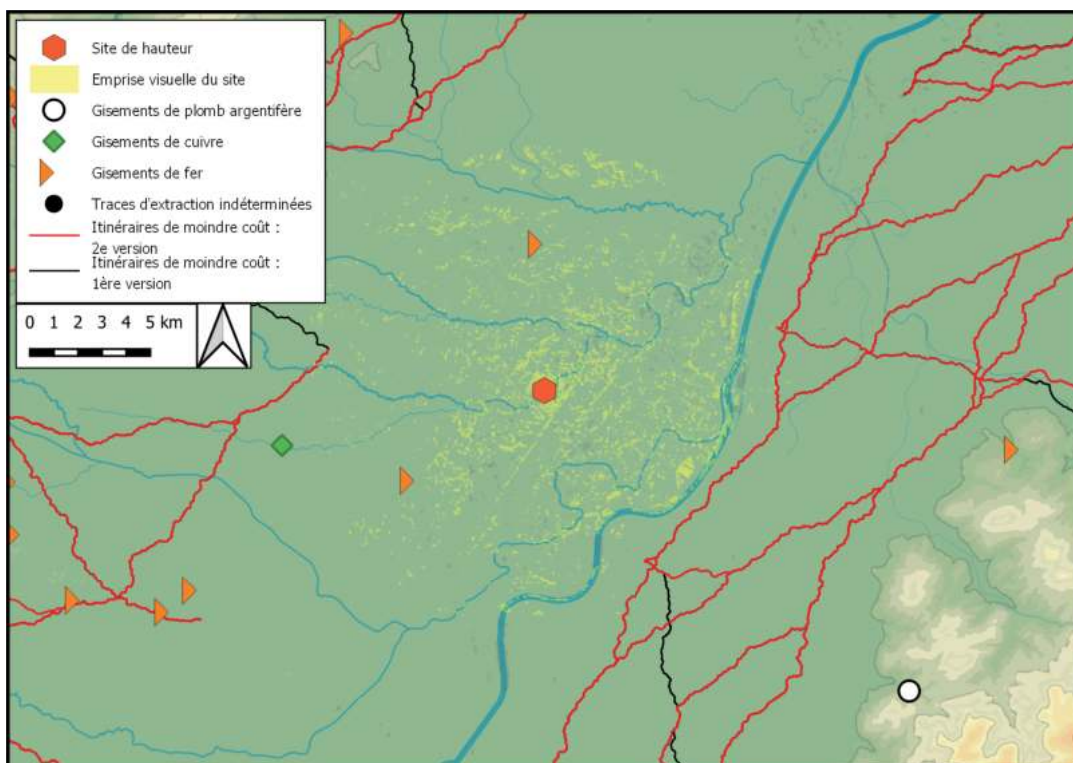 Site de hauteur
Emprise visuelle du site
Gisements de plomb argentifère
Gisements de cuivre
Gisements de fer
Traces d'extraction indéterminées
Itinéraires de moindre coût :
2e version
Itinéraires de moindre coût :
1ère version
0 1 2 3 4 5 km